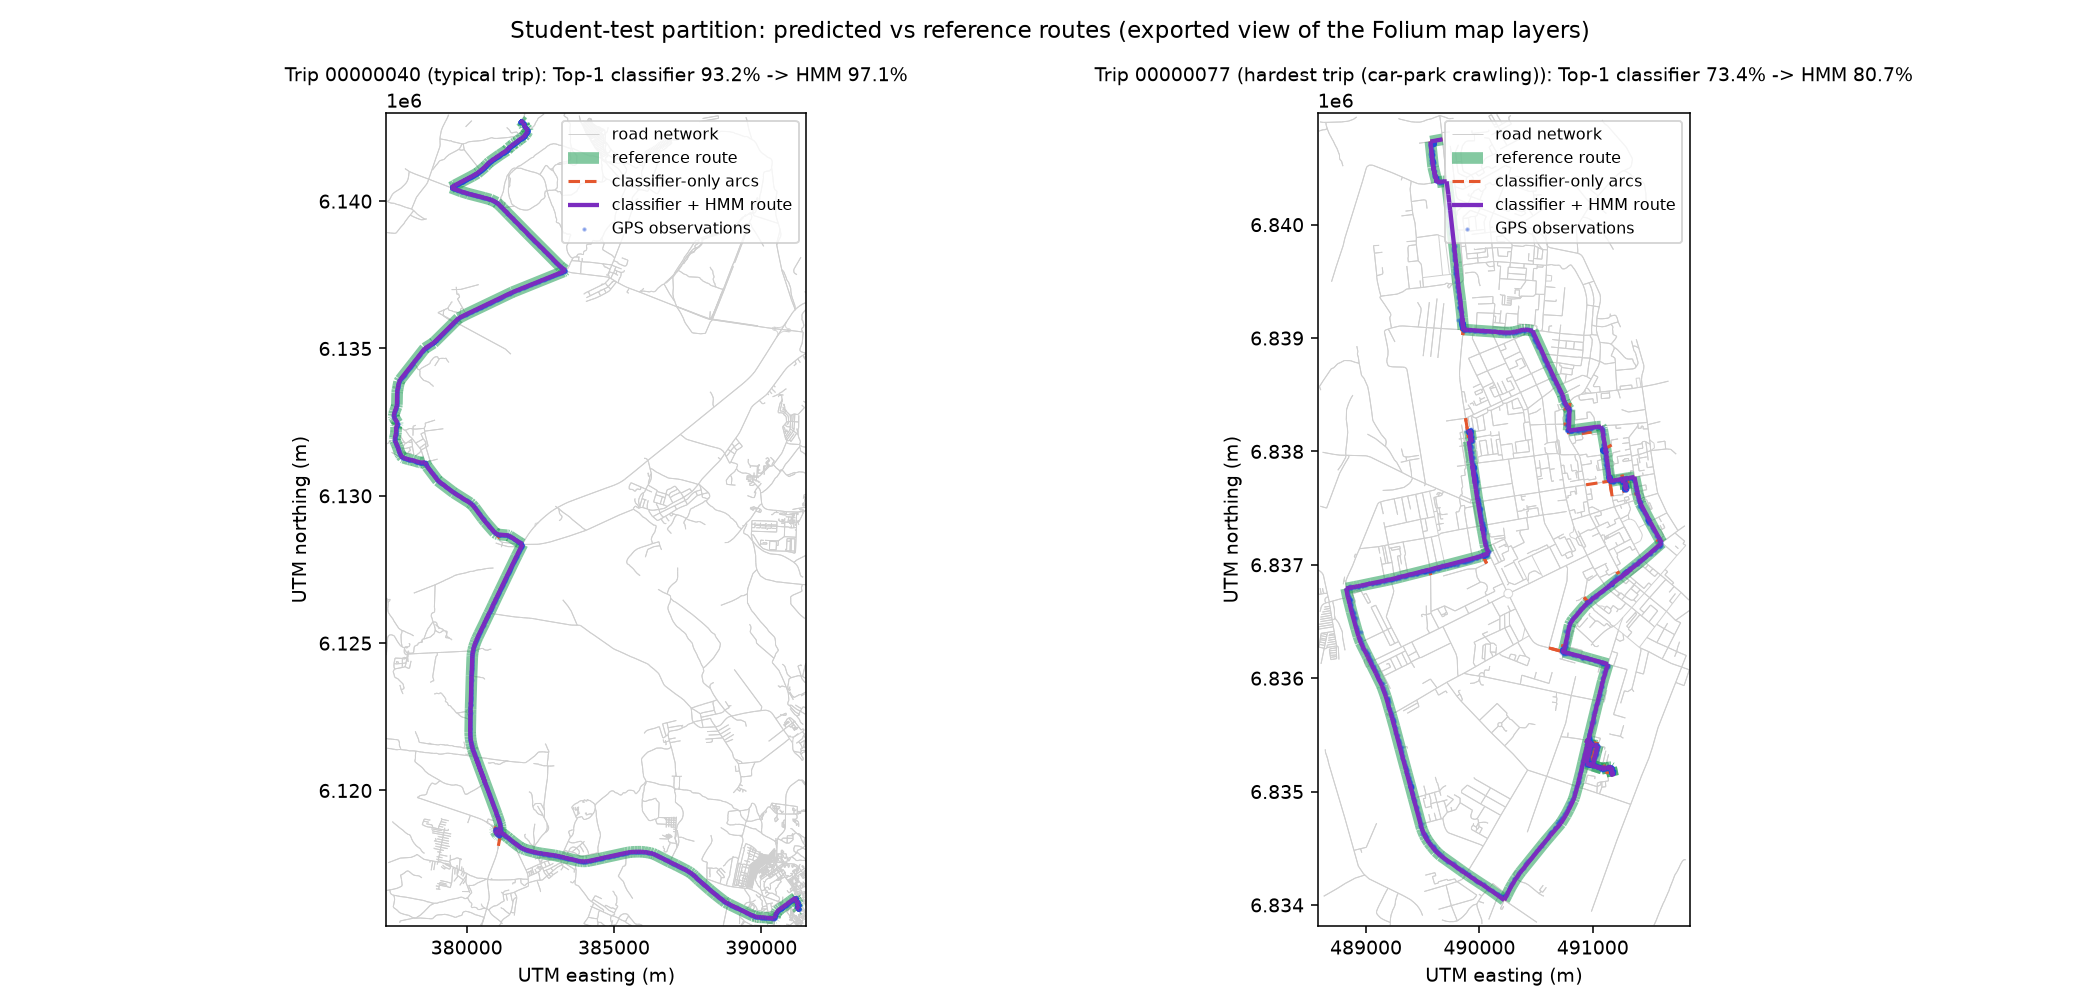 Student-test partition: predicted vs reference routes (exported view of the Folium map layers)
Trip 00000040 (typical trip): Top-1 classifier 93.2% -> HMM 97.1%
1e6
road network
reference route
classifier-only arcs
classifier + HMM route
GPS observations
6.140
6.135
6.130
6.125
6.120
UTM northing (m)
380000
385000
390000
UTM easting (m)
Trip 00000077 (hardest trip (car-park crawling)): Top-1 classifier 73.4% -> HMM 80.7%
1e6
road network
reference route
classifier-only arcs
classifier + HMM route
GPS observations
6.840
6.839
6.838
6.837
6.836
6.835
6.834
UTM northing (m)
489000
490000
491000
UTM easting (m)